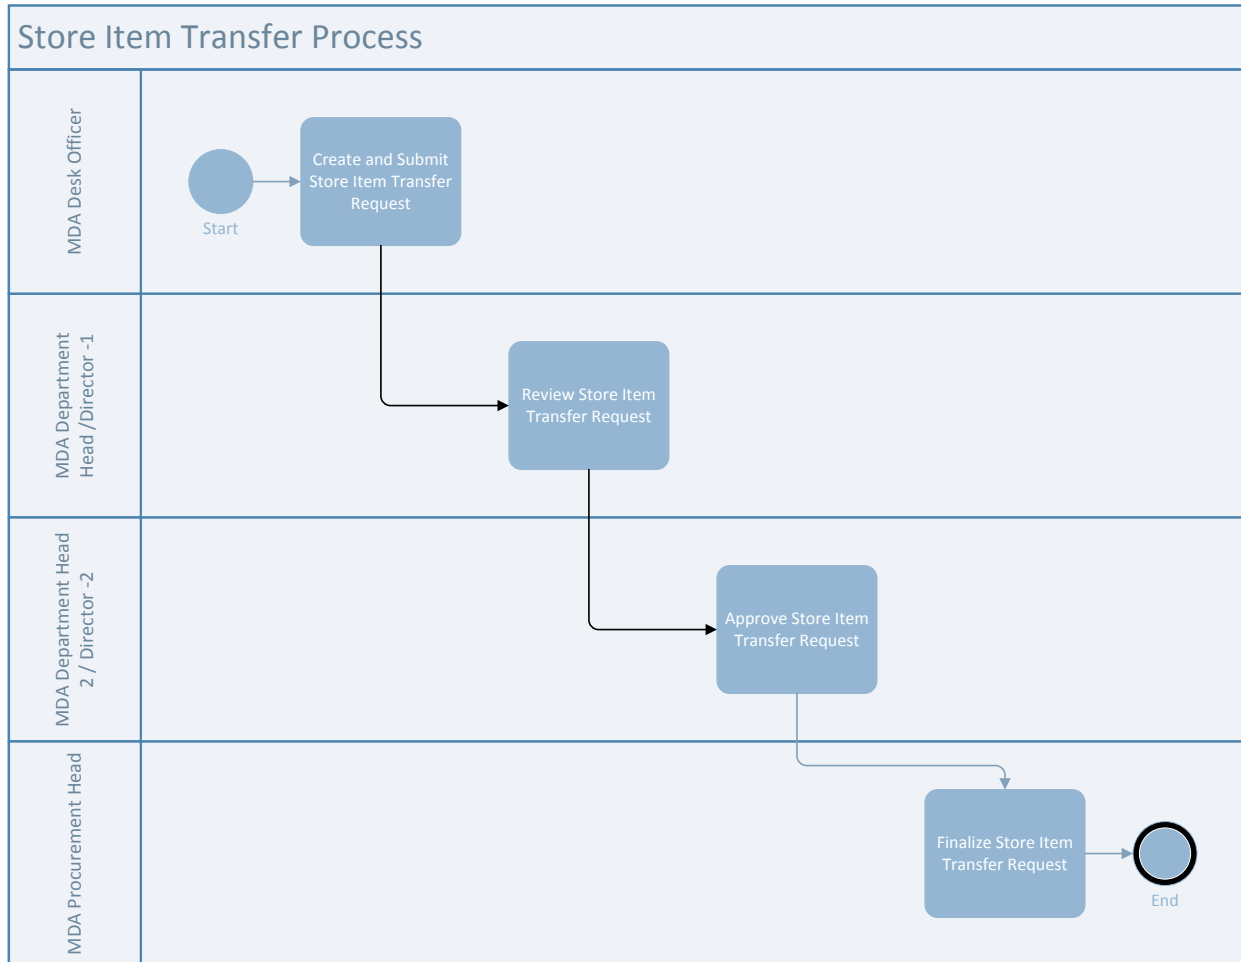 Store Item Transfer Process
MDA Desk Officer
Start
Create and Submit
Store Item Transfer
Request
MDA Department
Head /Director -1
Review Store Item
Transfer Request
MDA Department Head
2 / Director -2
Approve Store Item
Transfer Request
MDA Procurement Head
Finalize Store Item
Transfer Request
End